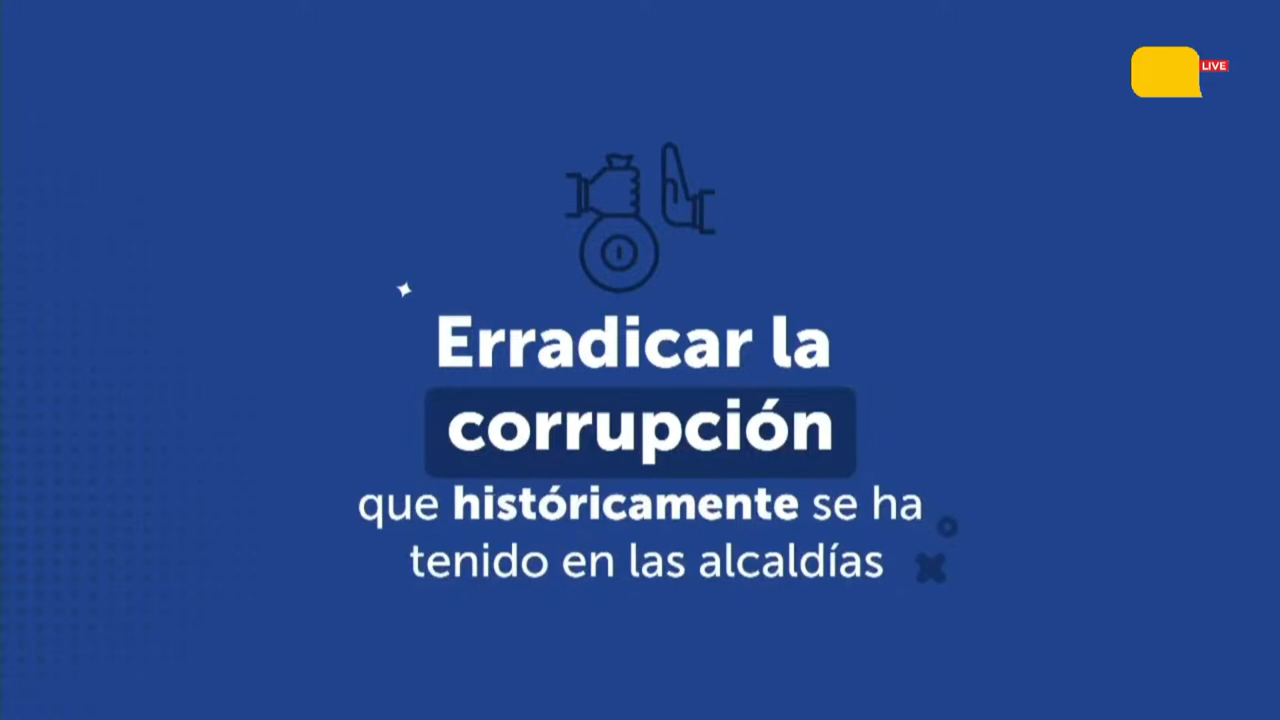 LIVE
Erradicar la
corrupción
que históricamente se ha
tenido en las alcaldías